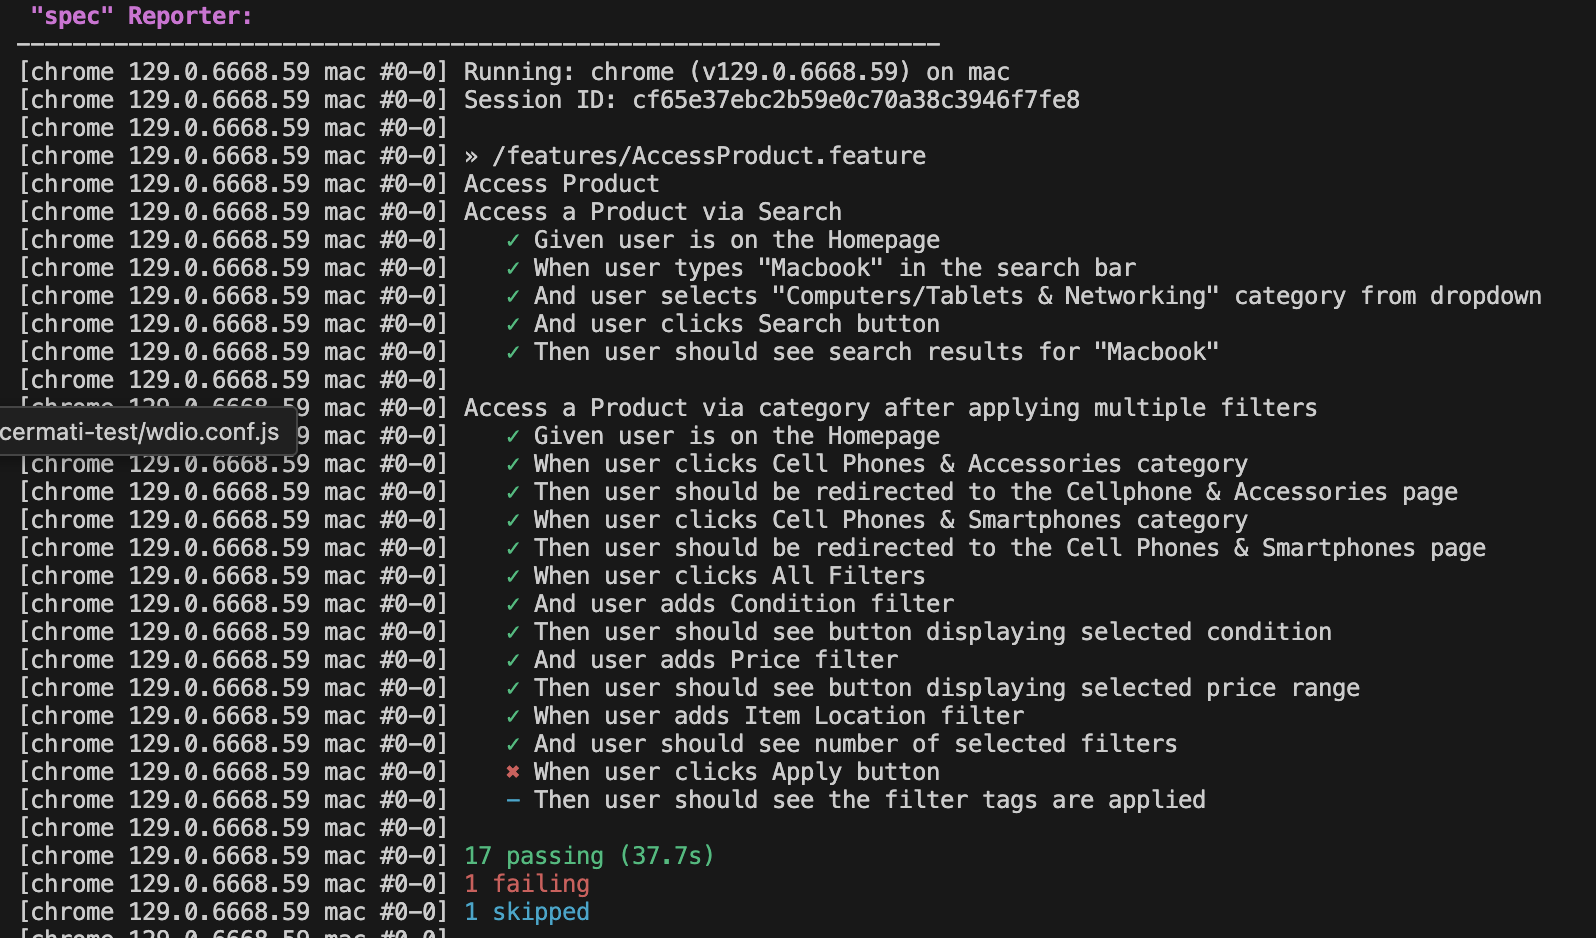 "spec" Reporter:
------------------------------------------------------------------
[chrome 129.0.6668.59 mac #0-0] Running: chrome (v129.0.6668.59) on mac
[chrome 129.0.6668.59 mac #0-0] Session ID: cf65e37ebc2b59e0c70a38c3946f7fe8
[chrome 129.0.6668.59 mac #0-0]
[chrome 129.0.6668.59 mac #0-0] » /features/AccessProduct.feature
[chrome 129.0.6668.59 mac #0-0] Access Product
[chrome 129.0.6668.59 mac #0-0] Access a Product via Search
[chrome 129.0.6668.59 mac #0-0] ✓ Given user is on the Homepage
[chrome 129.0.6668.59 mac #0-0] ✓ When user types "Macbook" in the search bar
[chrome 129.0.6668.59 mac #0-0] ✓ And user selects "Computers/Tablets & Networking" category from dropdown
[chrome 129.0.6668.59 mac #0-0] ✓ And user clicks Search button
[chrome 129.0.6668.59 mac #0-0] ✓ Then user should see search results for "Macbook"
[chrome 129.0.6668.59 mac #0-0]
[chrome 129.0.6668.59 mac #0-0] Access a Product via category after applying multiple filters
cermati-test/wdio.conf.js
9 mac #0-0] ✓ Given user is on the Homepage
[chrome 129.0.6668.59 mac #0-0] ✓ When user clicks Cell Phones & Accessories category
[chrome 129.0.6668.59 mac #0-0] ✓ Then user should be redirected to the Cellphone & Accessories page
[chrome 129.0.6668.59 mac #0-0] ✓ When user clicks Cell Phones & Smartphones category
[chrome 129.0.6668.59 mac #0-0] ✓ Then user should be redirected to the Cell Phones & Smartphones page
[chrome 129.0.6668.59 mac #0-0] ✓ When user clicks All Filters
[chrome 129.0.6668.59 mac #0-0] ✓ And user adds Condition filter
[chrome 129.0.6668.59 mac #0-0] ✓ Then user should see button displaying selected condition
[chrome 129.0.6668.59 mac #0-0] ✓ And user adds Price filter
[chrome 129.0.6668.59 mac #0-0] ✓ Then user should see button displaying selected price range
[chrome 129.0.6668.59 mac #0-0] ✓ When user adds Item Location filter
[chrome 129.0.6668.59 mac #0-0] ✓ And user should see number of selected filters
[chrome 129.0.6668.59 mac #0-0] ✖ When user clicks Apply button
[chrome 129.0.6668.59 mac #0-0] - Then user should see the filter tags are applied
[chrome 129.0.6668.59 mac #0-0]
[chrome 129.0.6668.59 mac #0-0] 17 passing (37.7s)
[chrome 129.0.6668.59 mac #0-0] 1 failing
[chrome 129.0.6668.59 mac #0-0] 1 skipped
[chrome 129.0.6668.59 mac #0-0]